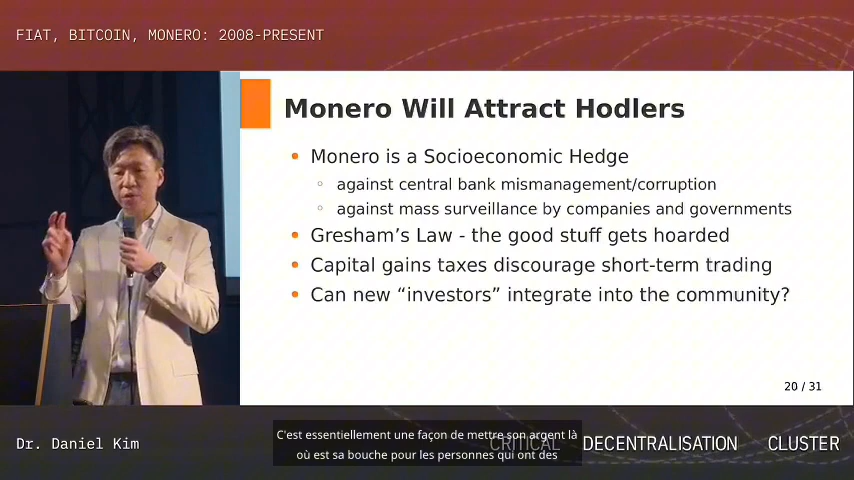 FIAT, BITCOIN, MONERO: 2008-PRESENT
Monero Will Attract Hodlers
• Monero is a Socioeconomic Hedge
◦ against central bank mismanagement/corruption
◦ against mass surveillance by companies and governments
• Gresham’s Law - the good stuff gets hoarded
• Capital gains taxes discourage short-term trading
• Can new “investors” integrate into the community?
20 / 31
Dr. Daniel Kim
C'est essentiellement une façon de mettre son argent là
où est sa bouche pour les personnes qui ont des
CRITICAL DECENTRALISATION CLUSTER